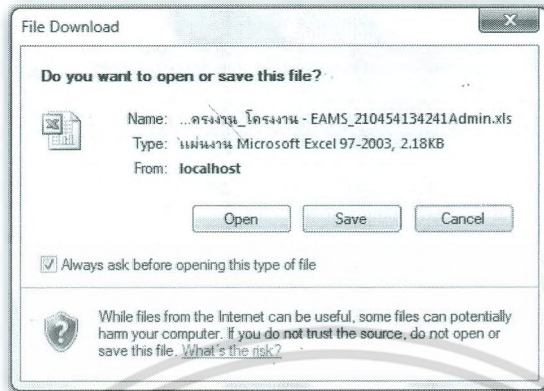 File Download
Do you want to open or save this file?
Name: ...ครงงาน_โครงงาน - EAMS_210454134241Admin.xls
Type: แผ่นงาน Microsoft Excel 97-2003, 2.18KB
From: localhost
Open Save Cancel
Always ask before opening this type of file
While files from the Internet can be useful, some files can potentially
harm your computer. If you do not trust the source, do not open or
save this file. What's the risk?